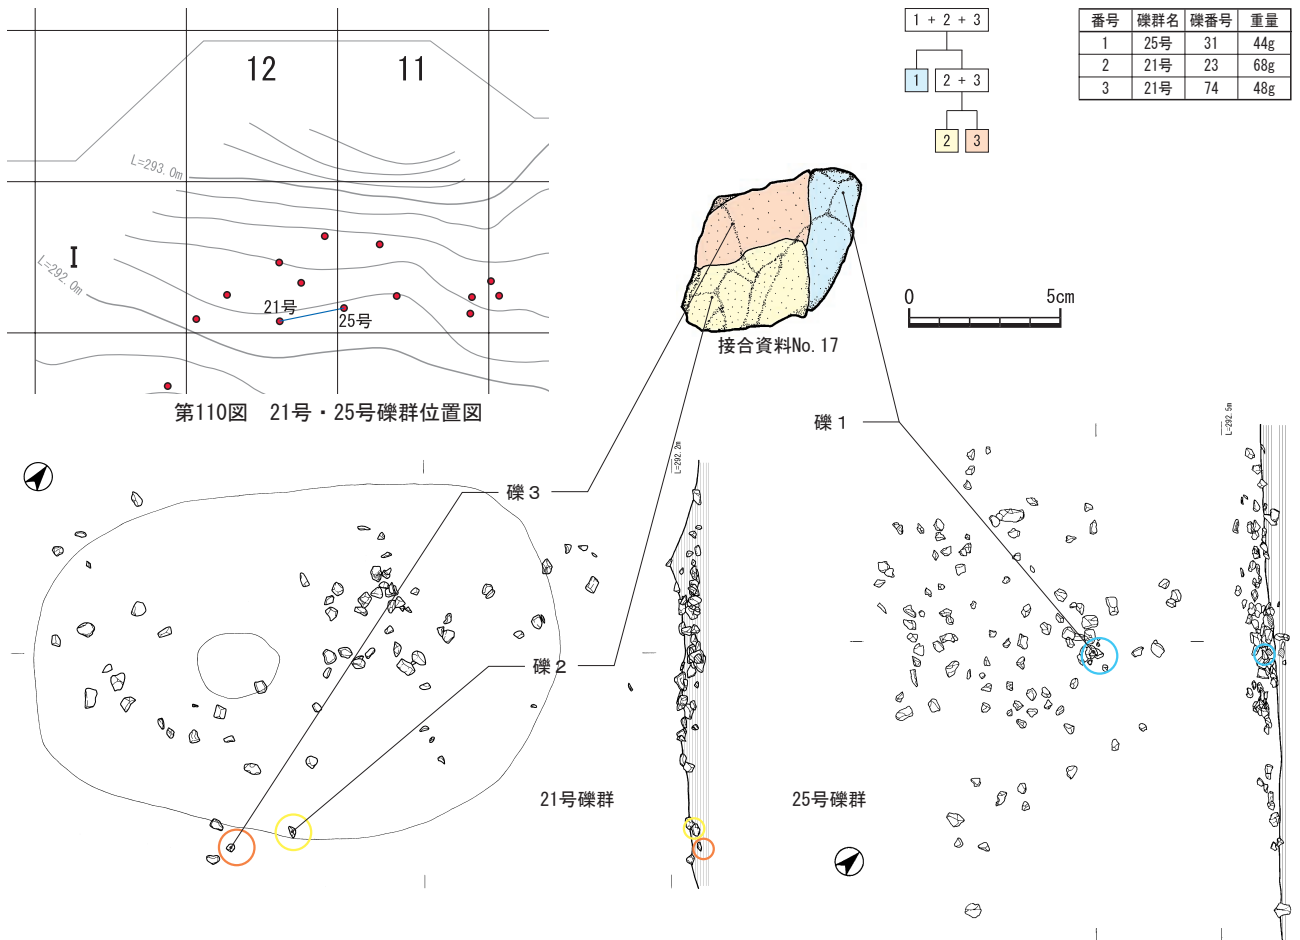 12
11
L=293.0m
I
L=292.0m
21号
25号
第110図 21号・25号礫群位置図
1 + 2 + 3
1
2 + 3
2
3
番号 礫群名 礫番号 重量
1 25号 31 44g
2 21号 23 68g
3 21号 74 48g
接合資料No.17
0 5cm
礫1
礫3
礫2
L=292.2m
L=292.5m
21号礫群
25号礫群